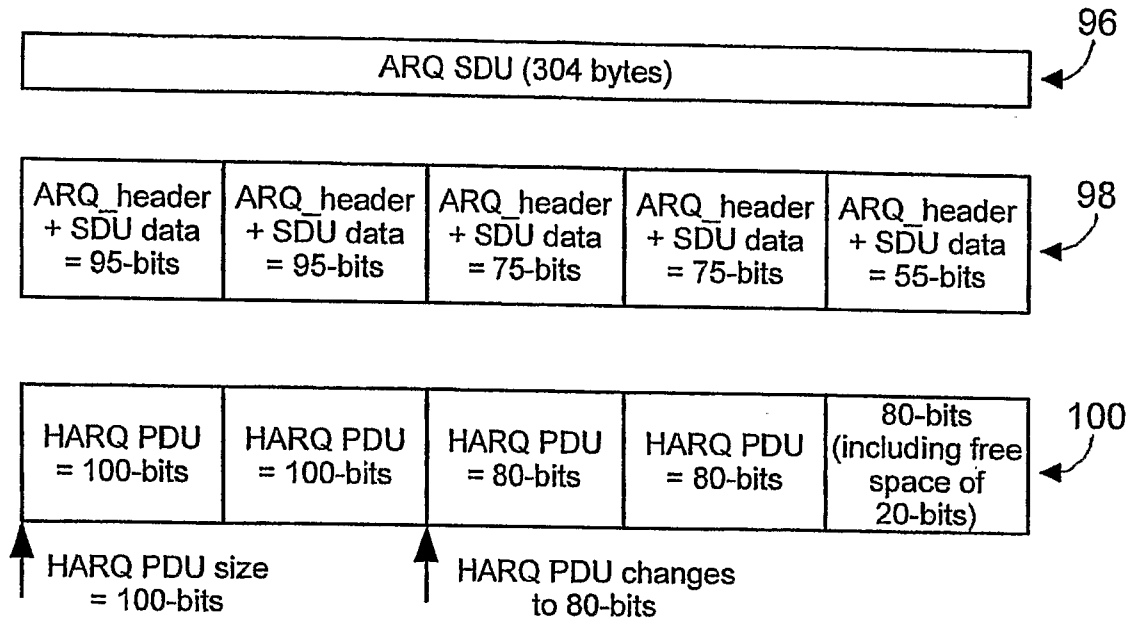 96
ARQ SDU (304 bytes)
98
ARQ_header
+ SDU data
= 95-bits
ARQ_header
+ SDU data
= 95-bits
ARQ_header
+ SDU data
= 75-bits
ARQ_header
+ SDU data
= 75-bits
ARQ_header
+ SDU data
= 55-bits
100
HARQ PDU
= 100-bits
HARQ PDU
= 100-bits
HARQ PDU
= 80-bits
HARQ PDU
= 80-bits
80-bits
(including free
space of
20-bits)
HARQ PDU size
= 100-bits
HARQ PDU changes
to 80-bits